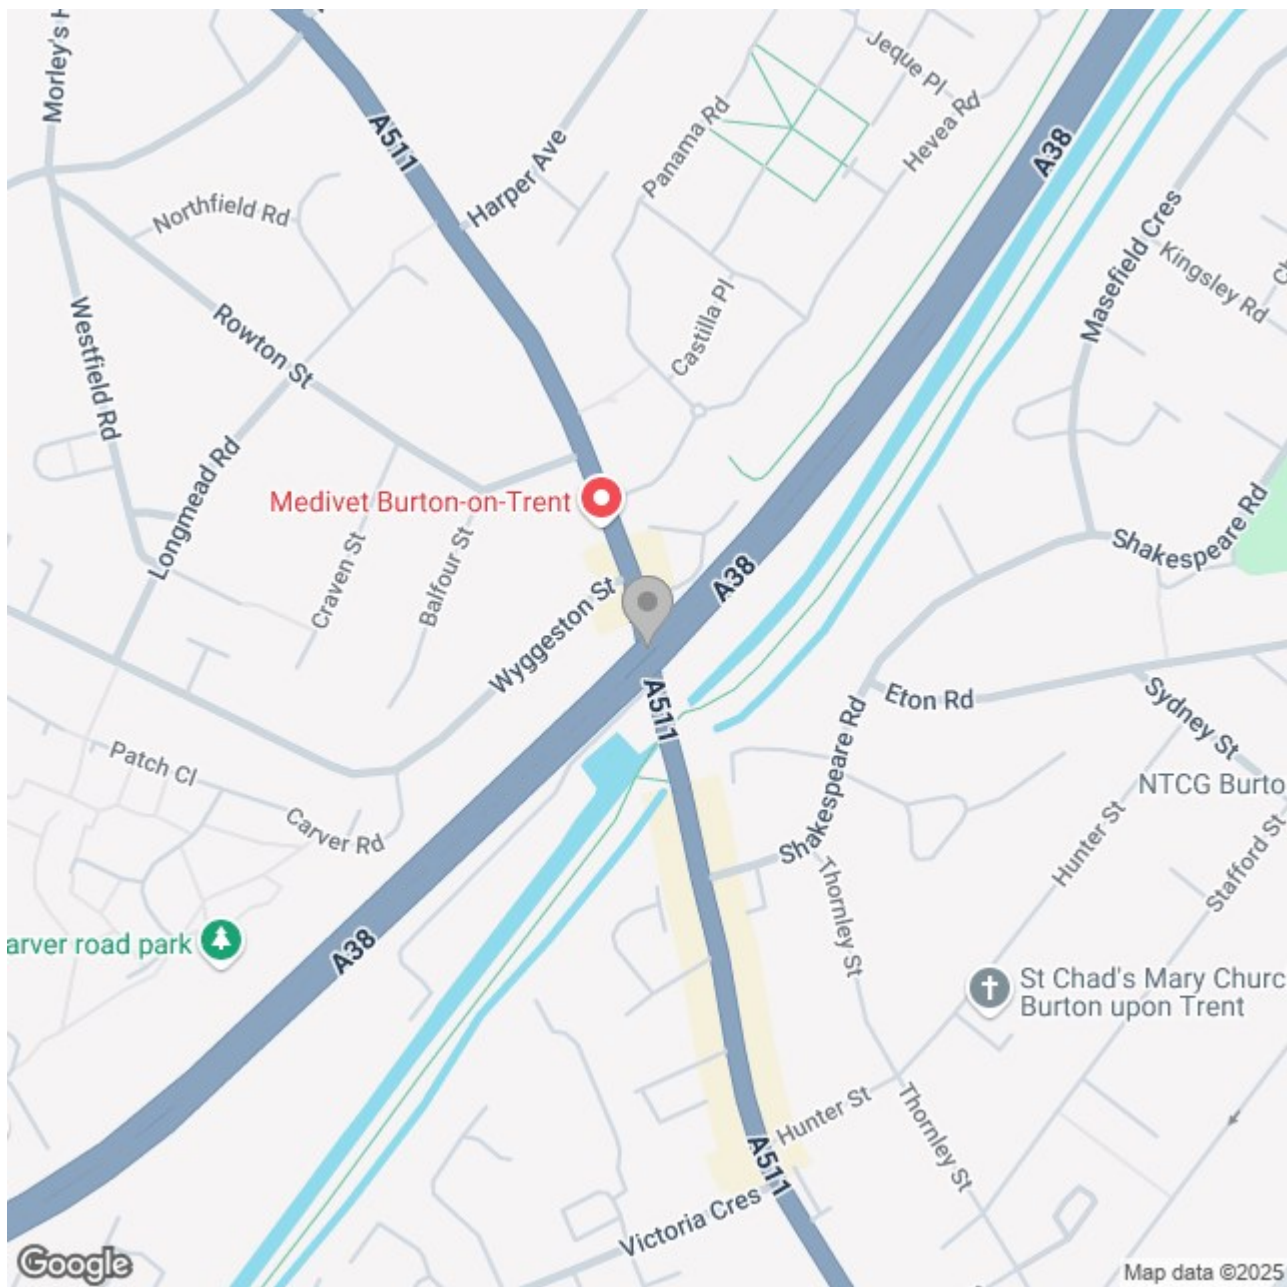 Morley's H
A511
Jeque Pl
Panama Rd
Hevea Rd
A38
Harper Ave
Northfield Rd
Masefield Cres
Kingsley Rd
Ch
Westfield Rd
Rowton St
Castilla Pl
Longmead Rd
Medivet Burton-on-Trent
Craven St
Balfour St
Shakespeare Rd
A38
Wyggeston St
A511
Eton Rd
Sydney St
Patch Cl
Carver Rd
Shakespeare Rd
NTCG Burto
Hunter St
Stafford St
Thornley St
arver road park
A38
St Chad's Mary Churc
Burton upon Trent
Hunter St
Thornley St
A511
Victoria Cres
Google
Map data ©2025